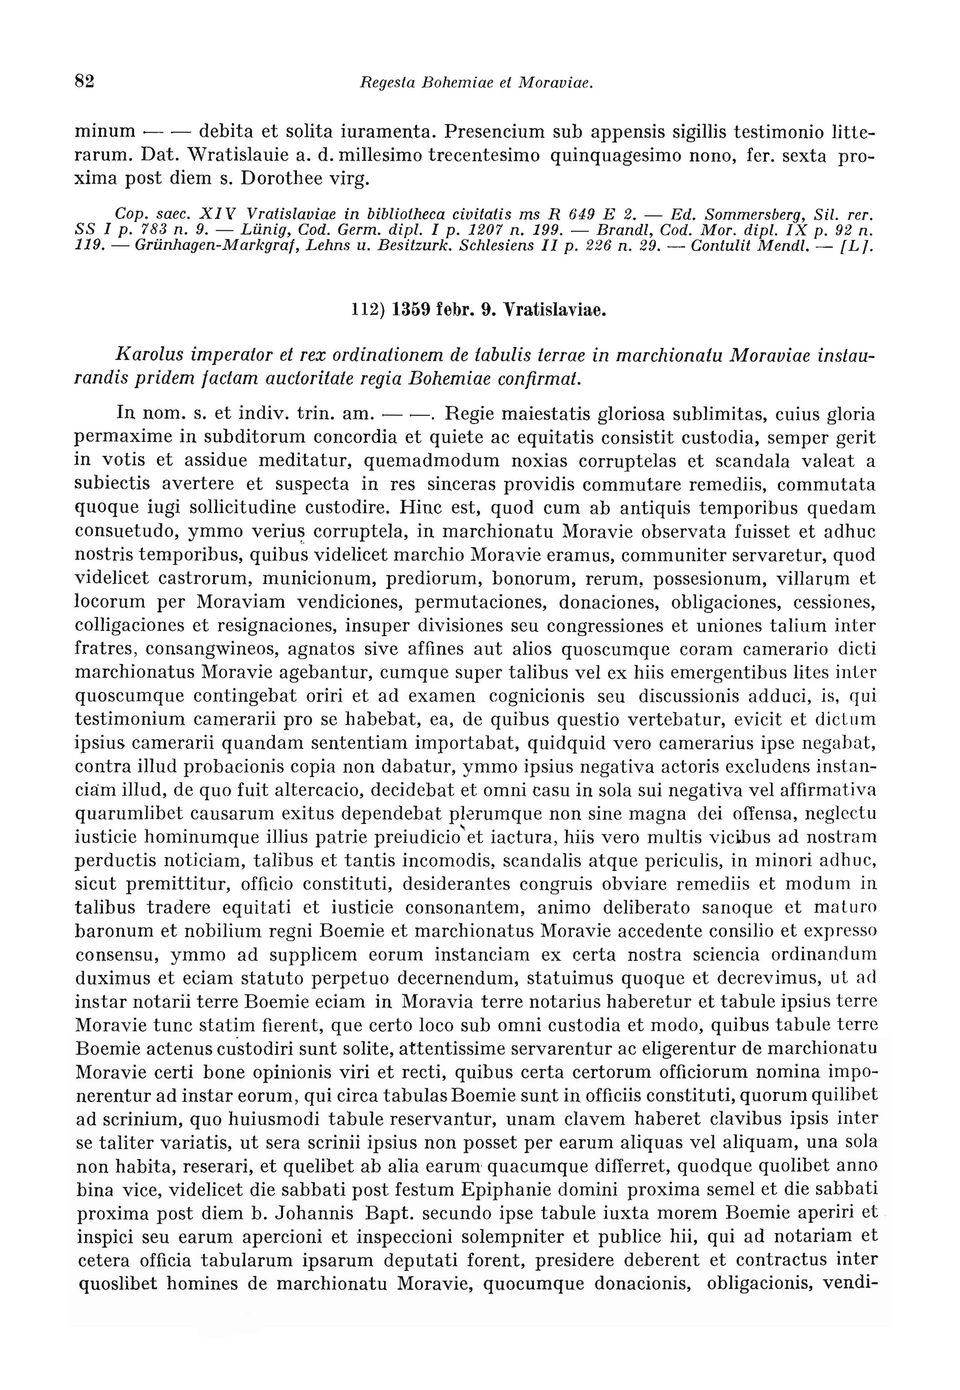 82 Regesta Bohemiae et Moraviae.
minum — — debita et solita iuramenta. Presencium sub appensis sigillis testimonio litte-
rarum. Dat. Wratislauie a. d. millesimo trecentesimo quinquagesimo nono, fer. sexta pro-
xima post diem s. Dorothee virg.
Cop. saec. XIV Vratislaviae in bibliotheca civitatis ms R 649 E 2. — Ed. Sommersberg, Sil. rer.
SS I p. 783 n. 9. — Lünig, Cod. Germ. dipl. I p. 1207 n. 199. — Brandl, Cod. Mor. dipl. IX p. 92 n.
119. — Grünhagen-Markgraf, Lehns u. Besitzurk. Schlesiens II p. 226 n. 29. — Contulit Mendl. — [L].
112) 1359 febr. 9. Vratislaviae.
Karolus imperator et rex ordinationem de tabulis terrae in marchionatu Moraviae instau-
randis pridem factam auctoritate regia Bohemiae confirmat.
In nom. s. et indiv. trin. am. — —. Regie maiestatis gloriosa sublimitas, cuius gloria
permaxime in subditorum concordia et quiete ac equitatis consistit custodia, semper gerit
in votis et assidue meditatur, quemadmodum noxias corruptelas et scandala valeat a
subiectis avertere et suspecta in res sinceras providis commutare remediis, commutata
quoque iugi sollicitudine custodire. Hinc est, quod cum ab antiquis temporibus quedam
consuetudo, ymmo verius corruptela, in marchionatu Moravie observata fuisset et adhuc
nostris temporibus, quibus videlicet marchio Moravie eramus, communiter servaretur, quod
videlicet castrorum, municionum, prediorum, bonorum, rerum, possesionum, villarum et
locorum per Moraviam vendiciones, permutaciones, donaciones, obligaciones, cessiones,
colligaciones et resignaciones, insuper divisiones seu congressiones et uniones talium inter
fratres, consangwineos, agnatos sive affines aut alios quoscumque coram camerario dicti
marchionatus Moravie agebantur, cumque super talibus vel ex hiis emergentibus lites inter
quoscumque contingebat oriri et ad examen cognicionis seu discussionis adduci, is, qui
testimonium camerarii pro se habebat, ea, de quibus questio vertebatur, evicit et dictum
ipsius camerarii quandam sententiam importabat, quidquid vero camerarius ipse negabat,
contra illud probacionis copia non dabatur, ymmo ipsius negativa actoris excludens instan-
ciam illud, de quo fuit altercacio, decidebat et omni casu in sola sui negativa vel affirmativa
quarumlibet causarum exitus dependebat plerumque non sine magna dei offensa, neglectu
iusticie hominumque illius patrie preiudicio et iactura, hiis vero multis vicibus ad nostram
perductis noticiam, talibus et tantis incomodis, scandalis atque periculis, in minori adhuc,
sicut premittitur, officio constituti, desiderantes congruis obviare remediis et modum in
talibus tradere equitati et iusticie consonantem, animo deliberato sanoque et maturo
baronum et nobilium regni Boemie et marchionatus Moravie accedente consilio et expresso
consensu, ymmo ad supplicem eorum instanciam ex certa nostra sciencia ordinandum
duximus et eciam statuto perpetuo decernendum, statuimus quoque et decrevimus, ut ad
instar notarii terre Boemie eciam in Moravia terre notarius haberetur et tabule ipsius terre
Moravie tunc statim fierent, que certo loco sub omni custodia et modo, quibus tabule terre
Boemie actenus custodiri sunt solite, attentissime servarentur ac eligerentur de marchionatu
Moravie certi bone opinionis viri et recti, quibus certa certorum officiorum nomina impo-
nerentur ad instar eorum, qui circa tabulas Boemie sunt in officiis constituti, quorum quilibet
ad scrinium, quo huiusmodi tabule reservantur, unam clavem haberet clavibus ipsis inter
se taliter variatis, ut sera scrinii ipsius non posset per earum aliquas vel aliquam, una sola
non habita, reserari, et quelibet ab alia earum quacumque differret, quodque quolibet anno
bina vice, videlicet die sabbati post festum Epiphanie domini proxima semel et die sabbati
proxima post diem b. Johannis Bapt. secundo ipse tabule iuxta morem Boemie aperiri et
inspici seu earum apercioni et inspeccioni solempniter et publice hii, qui ad notariam et
cetera officia tabularum ipsarum deputati forent, presidere deberent et contractus inter
quoslibet homines de marchionatu Moravie, quocumque donacionis, obligacionis, vendi-